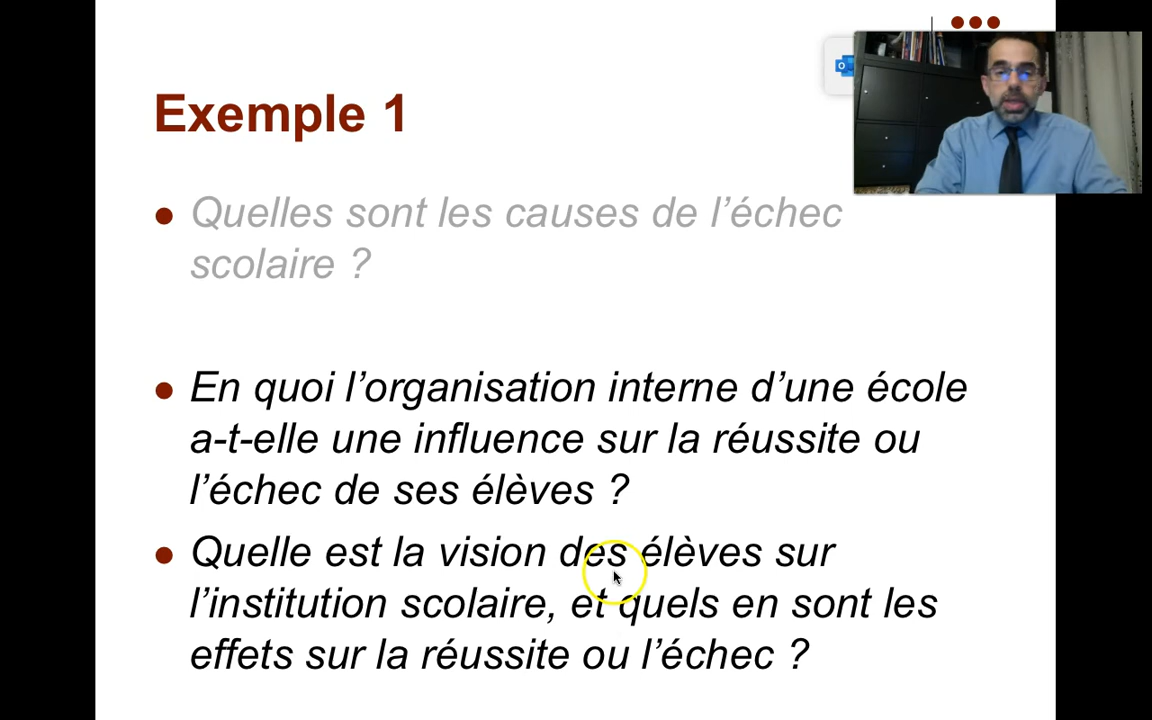 Exemple 1
Quelles sont les causes de l’échec
scolaire ?
En quoi l’organisation interne d’une école
a-t-elle une influence sur la réussite ou
l’échec de ses élèves ?
Quelle est la vision des élèves sur
l’institution scolaire, et quels en sont les
effets sur la réussite ou l’échec ?